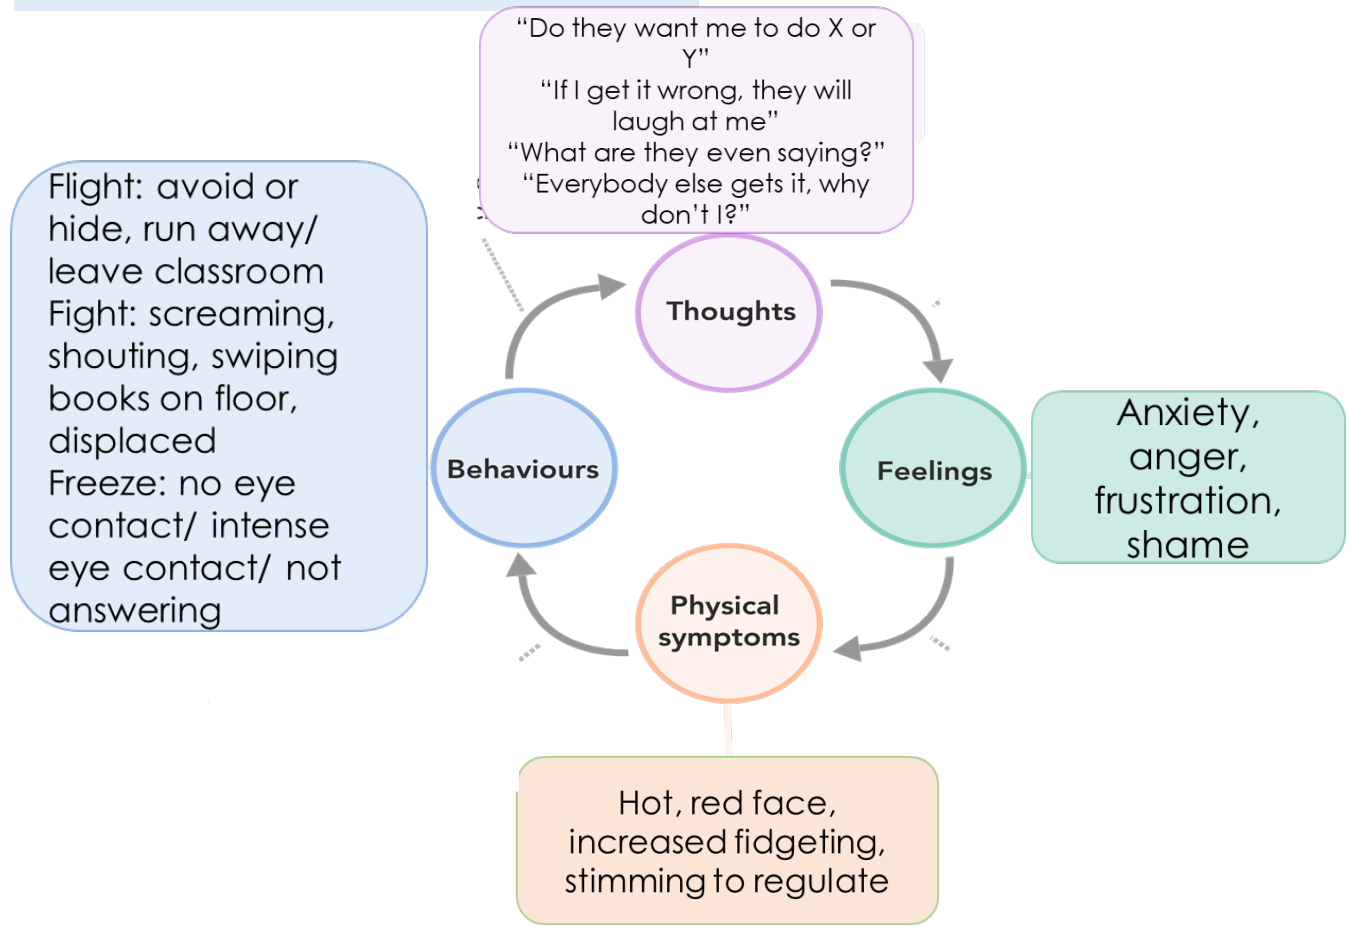 “Do they want me to do X or
Y”
“If I get it wrong, they will
laugh at me”
“What are they even saying?”
“Everybody else gets it, why
don’t I?”
Flight: avoid or
hide, run away/
leave classroom
Fight: screaming,
shouting, swiping
books on floor,
displaced
Freeze: no eye
contact/ intense
eye contact/ not
answering
Thoughts
Behaviours
Feelings
Anxiety,
anger,
frustration,
shame
Physical
symptoms
Hot, red face,
increased fidgeting,
stimming to regulate